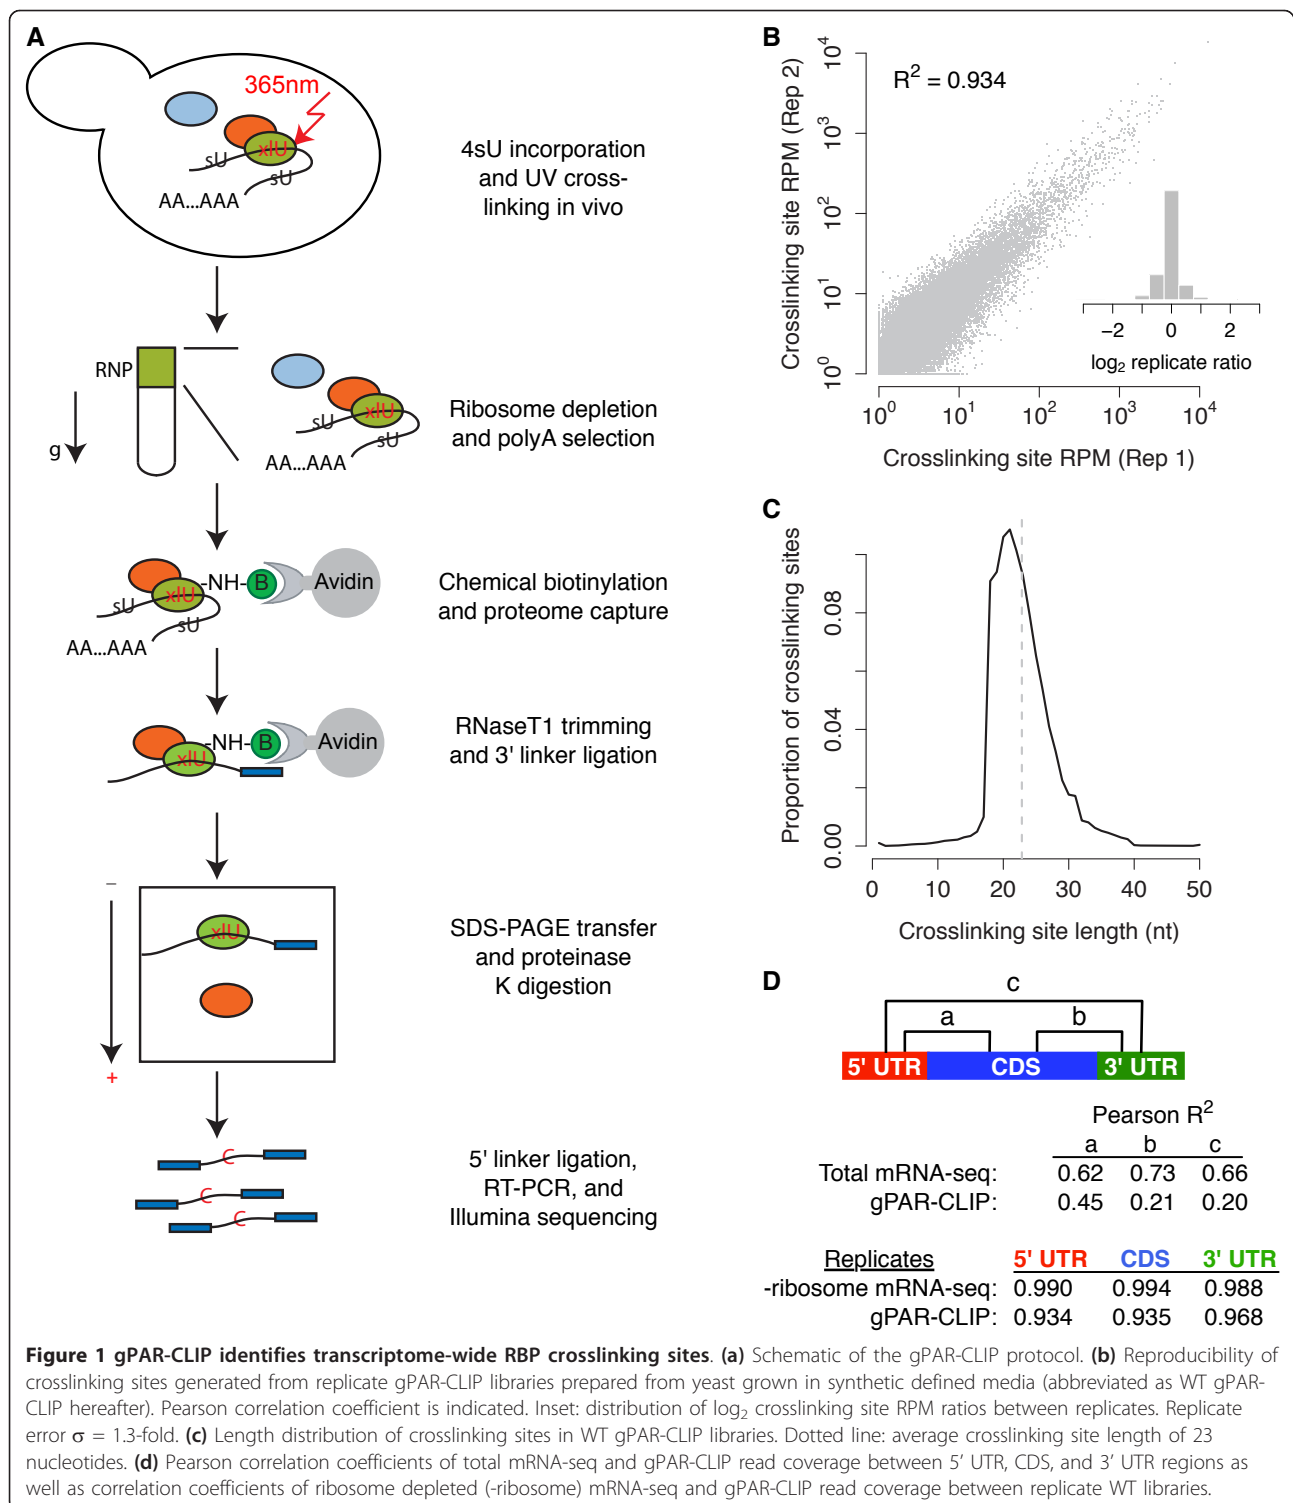 A
365nm
xlU
sU
sU
AA...AAA
4sU incorporation
and UV cross-
linking in vivo
RNP
g
xlU
sU
sU
AA...AAA
Ribosome depletion
and polyA selection
-NH-
B
Avidin
xlU
sU
sU
AA...AAA
Chemical biotinylation
and proteome capture
-NH-
B
Avidin
xlU
RNaseT1 trimming
and 3' linker ligation
–
xlU
+
SDS-PAGE transfer
and proteinase
K digestion
C
C
C
5' linker ligation,
RT-PCR, and
Illumina sequencing
B
R² = 0.934
Crosslinking site RPM (Rep 2)
10⁴
10³
10²
10¹
10⁰
−2 0 2
log₂ replicate ratio
10⁰ 10¹ 10² 10³ 10⁴
Crosslinking site RPM (Rep 1)
C
Proportion of crosslinking sites
0.08
0.04
0.00
0 10 20 30 40 50
Crosslinking site length (nt)
D
c
a b
5' UTR CDS 3' UTR
Pearson R²
a b c
Total mRNA-seq: 0.62 0.73 0.66
gPAR-CLIP: 0.45 0.21 0.20
Replicates 5' UTR CDS 3' UTR
-ribosome mRNA-seq: 0.990 0.994 0.988
gPAR-CLIP: 0.934 0.935 0.968
Figure 1 gPAR-CLIP identifies transcriptome-wide RBP crosslinking sites. (a) Schematic of the gPAR-CLIP protocol. (b) Reproducibility of
crosslinking sites generated from replicate gPAR-CLIP libraries prepared from yeast grown in synthetic defined media (abbreviated as WT gPAR-
CLIP hereafter). Pearson correlation coefficient is indicated. Inset: distribution of log₂ crosslinking site RPM ratios between replicates. Replicate
error σ = 1.3-fold. (c) Length distribution of crosslinking sites in WT gPAR-CLIP libraries. Dotted line: average crosslinking site length of 23
nucleotides. (d) Pearson correlation coefficients of total mRNA-seq and gPAR-CLIP read coverage between 5' UTR, CDS, and 3' UTR regions as
well as correlation coefficients of ribosome depleted (-ribosome) mRNA-seq and gPAR-CLIP read coverage between replicate WT libraries.